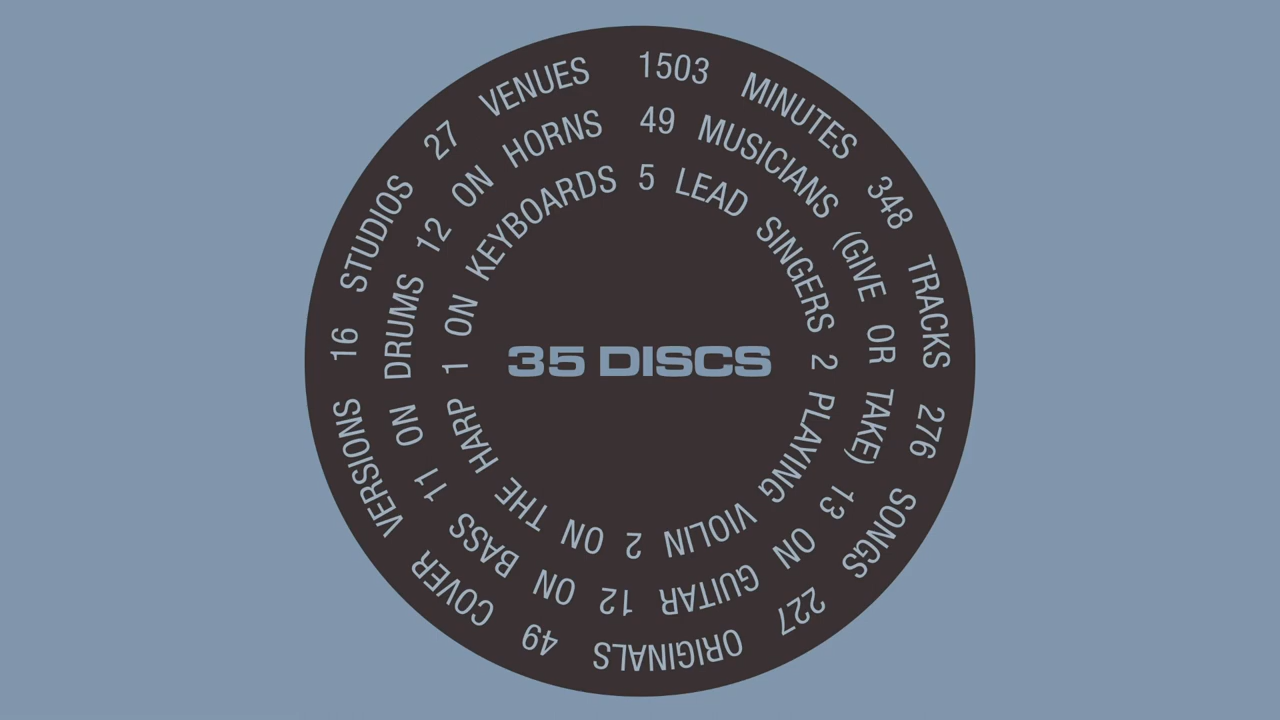 1503 MINUTES 348 TRACKS 276 SONGS 227 ORIGINALS 49 COVER VERSIONS 16 STUDIOS 27 VENUES
49 MUSICIANS (GIVE OR TAKE) 13 ON GUITAR 12 ON BASS 11 ON DRUMS 12 ON HORNS
5 LEAD SINGERS 2 PLAYING VIOLIN 2 ON THE HARP 1 ON KEYBOARDS
35 DISCS